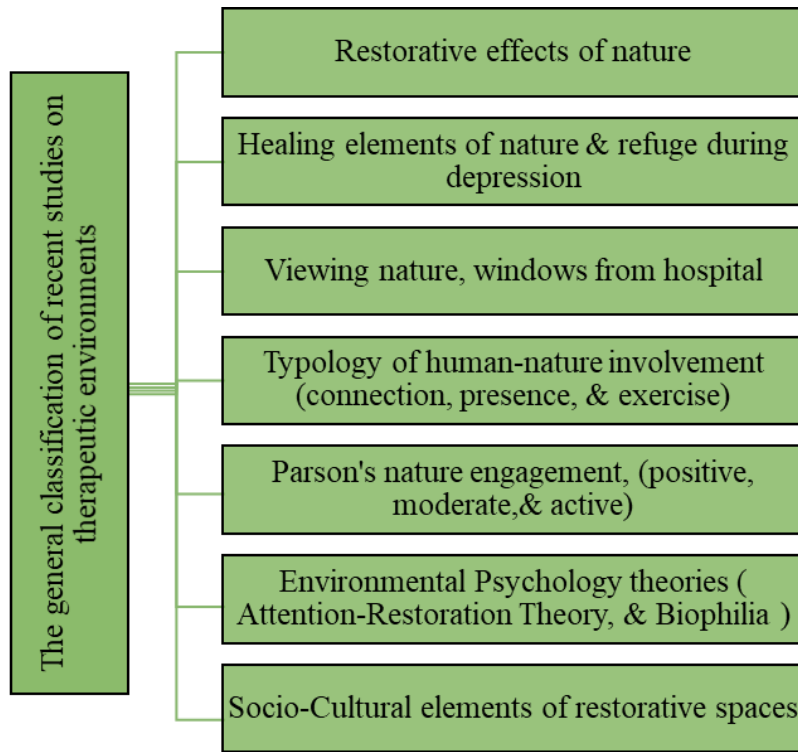 The general classification of recent studies on
therapeutic environments
Restorative effects of nature
Healing elements of nature & refuge during
depression
Viewing nature, windows from hospital
Typology of human-nature involvement
(connection, presence, & exercise)
Parson's nature engagement, (positive,
moderate,& active)
Environmental Psychology theories (
Attention-Restoration Theory, & Biophilia )
Socio-Cultural elements of restorative spaces